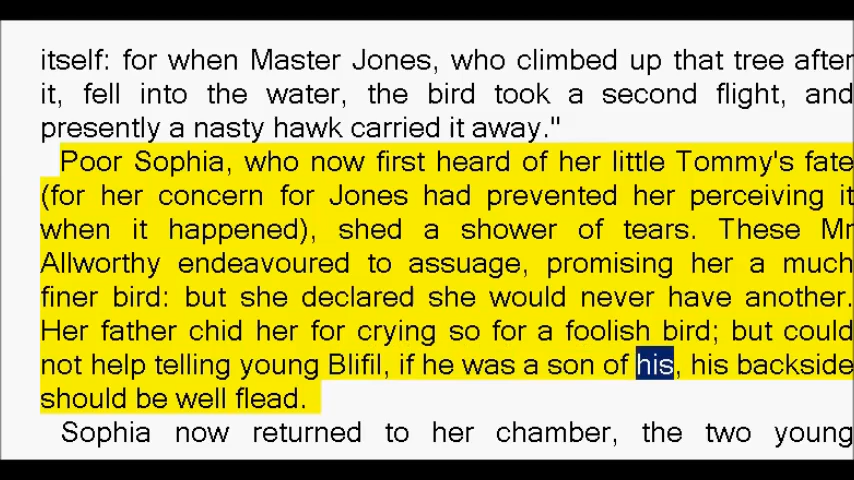 itself: for when Master Jones, who climbed up that tree after
it, fell into the water, the bird took a second flight, and
presently a nasty hawk carried it away."
Poor Sophia, who now first heard of her little Tommy's fate
(for her concern for Jones had prevented her perceiving it
when it happened), shed a shower of tears. These Mr
Allworthy endeavoured to assuage, promising her a much
finer bird: but she declared she would never have another.
Her father chid her for crying so for a foolish bird; but could
not help telling young Blifil, if he was a son of his, his backside
should be well flead.
Sophia now returned to her chamber, the two young